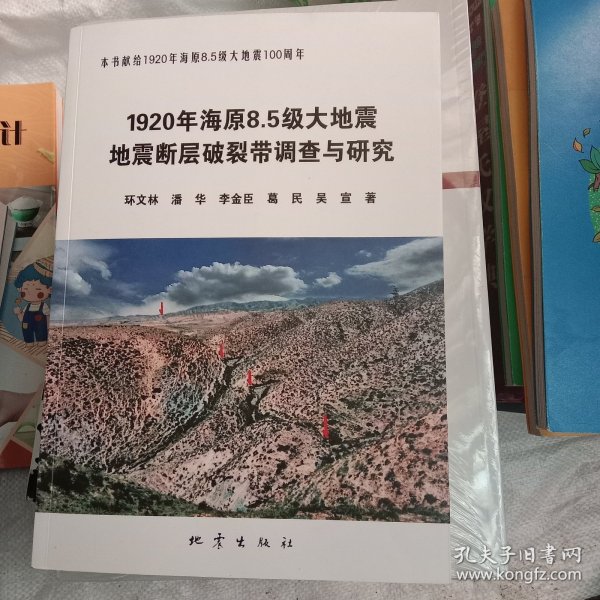 本书献给1920年海原8.5级大地震100周年
1920年海原8.5级大地震
地震断层破裂带调查与研究
环文林 潘 华 李金臣 葛 民 吴 宣 著
地震出版社
计
孔夫子旧书网
www.kongfz.com